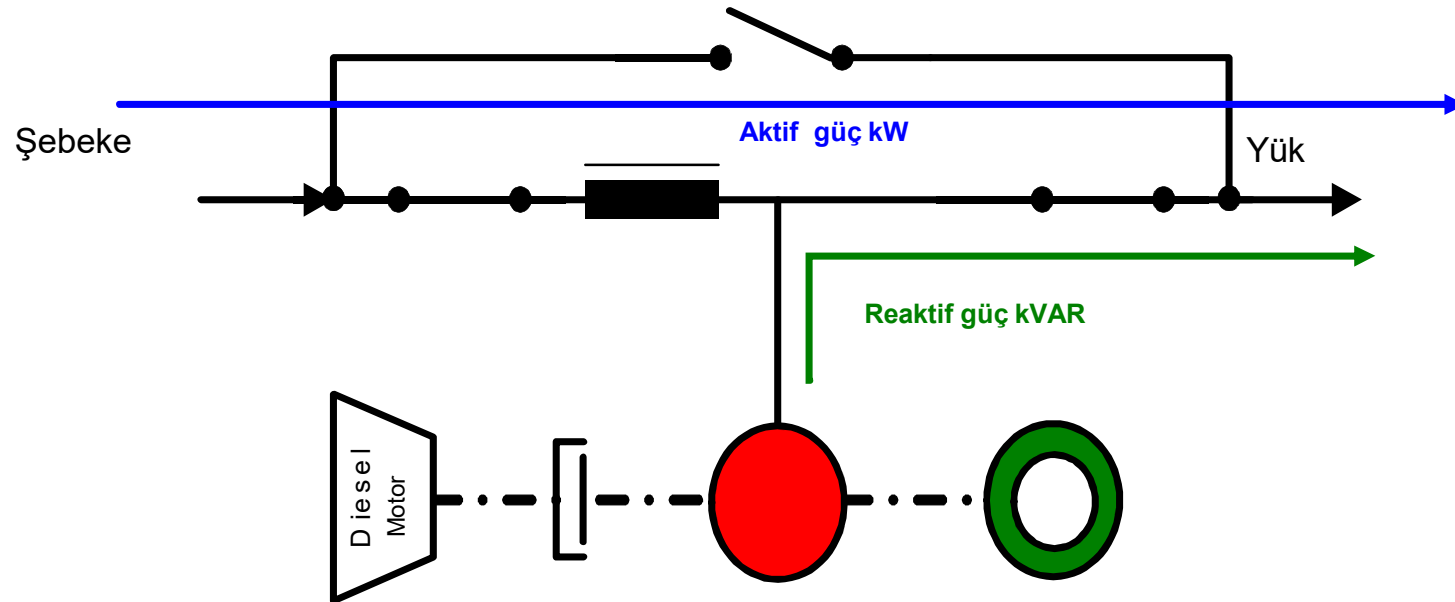 Şebeke
Aktif güç kW
Yük
Reaktif güç kVAR
Diesel
Motor